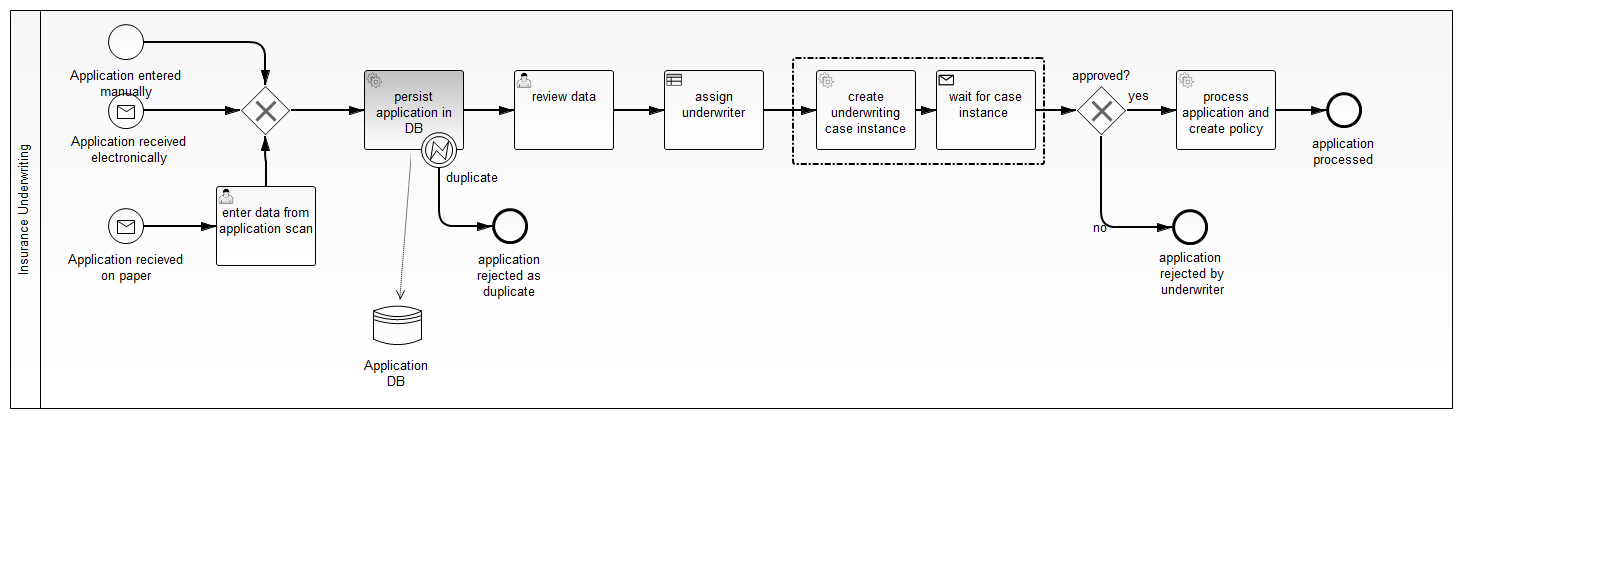 Insurance Underwriting
Application entered
manually
Application received
electronically
Application recieved
on paper
enter data from
application scan
persist
application in
DB
duplicate
application
rejected as
duplicate
Application
DB
review data
assign
underwriter
create
underwriting
case instance
wait for case
instance
approved?
yes
no
process
application and
create policy
application
processed
application
rejected by
underwriter